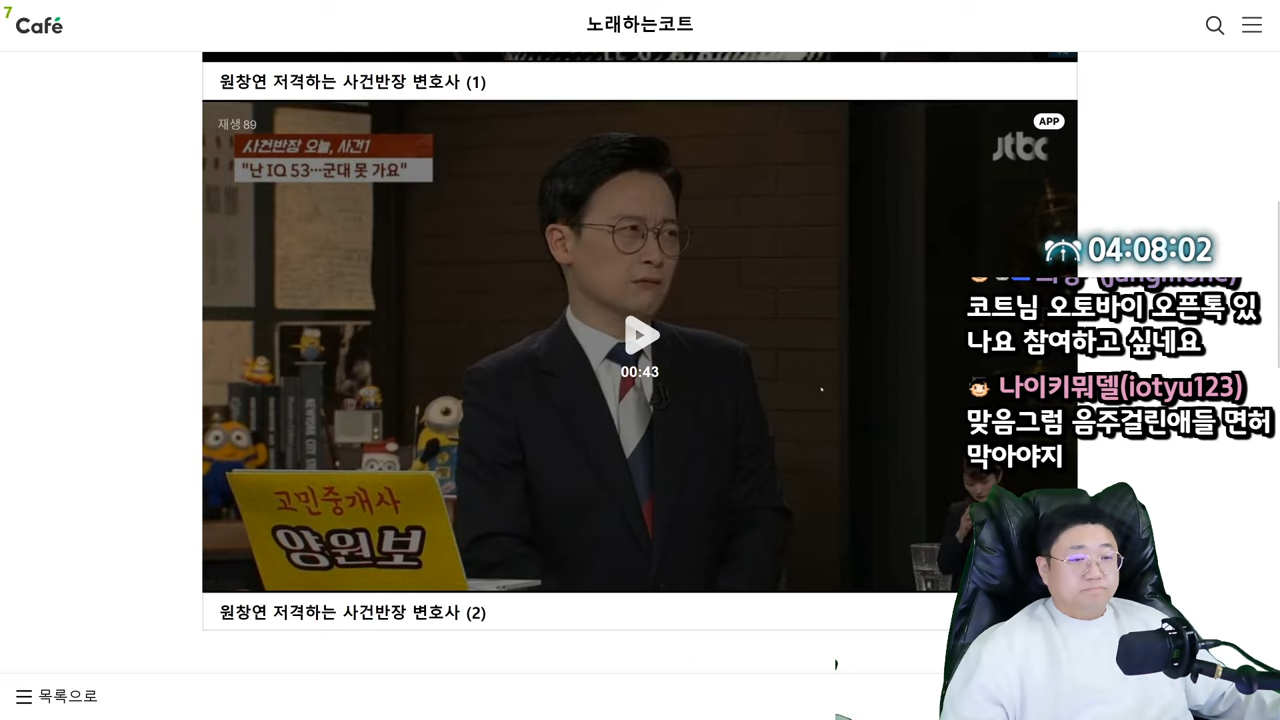 7
Café
노래하는코트
원창연 저격하는 사건반장 변호사 (1)
재생 89
APP
사건반장 오늘, 사건1
"난 IQ 53…군대 못 가요"
jtbc
04:08:02
코트님 오토바이 오픈톡 있
나요 참여하고 싶네요
나이키뭐델(iotyu123)
맞음그럼 음주걸린애들 면허
막아야지
00:43
NEW YORK CITY
고민중개사
양원보
원창연 저격하는 사건반장 변호사 (2)
목록으로